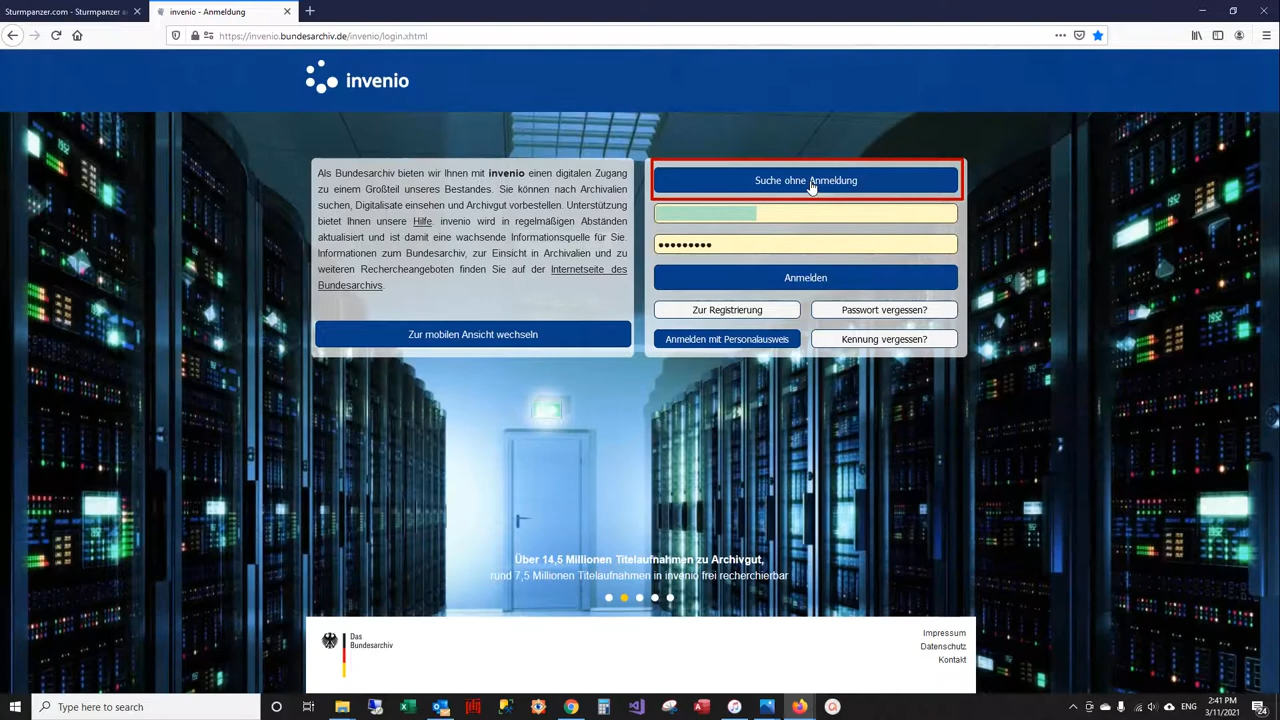 Sturmpanzer.com - Sturmpanzer a
invenio - Anmeldung
https://invenio.bundesarchiv.de/invenio/login.xhtml
invenio
Als Bundesarchiv bieten wir Ihnen mit invenio einen digitalen Zugang
zu einem Großteil unseres Bestandes. Sie können nach Archivalien
suchen, Digitalisate einsehen und Archivgut vorbestellen. Unterstützung
bietet Ihnen unsere Hilfe. invenio wird in regelmäßigen Abständen
aktualisiert und ist damit eine wachsende Informationsquelle für Sie.
Informationen zum Bundesarchiv, zur Einsicht in Archivalien und zu
weiteren Rechercheangeboten finden Sie auf der Internetseite des
Bundesarchivs.
Zur mobilen Ansicht wechseln
Suche ohne Anmeldung
•••••••••
Anmelden
Zur Registrierung
Passwort vergessen?
Anmelden mit Personalausweis
Kennung vergessen?
Über 14,5 Millionen Titelaufnahmen zu Archivgut,
rund 7,5 Millionen Titelaufnahmen in invenio frei recherchierbar
Das
Bundesarchiv
Impressum
Datenschutz
Kontakt
Type here to search
2:41 PM
3/11/2021
24